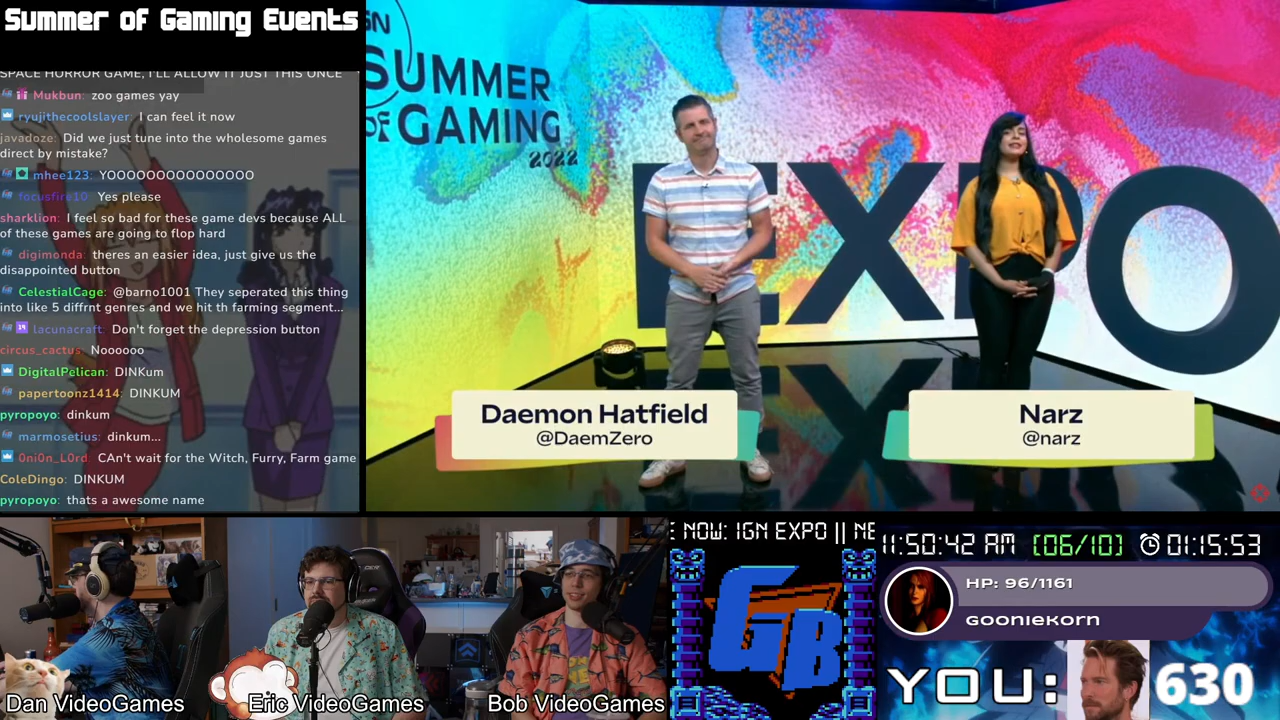 Summer of Gaming Events
SPACE HORROR GAME, I'LL ALLOW IT JUST THIS ONCE
Mukbun: zoo games yay
ryujithecoolslayer: I can feel it now
javadoze: Did we just tune into the wholesome games
direct by mistake?
mhee123: YOOOOOOOOOOOOOOO
focusfire10 Yes please
sharklion: I feel so bad for these game devs because ALL
of these games are going to flop hard
digimonda: theres an easier idea, just give us the
disappointed button
CelestialCage: @barno1001 They seperated this thing
into like 5 diffrnt genres and we hit th farming segment...
lacunacraft: Don't forget the depression button
circus_cactus: Noooooo
DigitalPelican: DINKum
papertoonz1414: DINKUM
pyropoyo: dinkum
marmosetius: dinkum...
0ni0n_L0rd: CAn't wait for the Witch, Furry, Farm game
ColeDingo: DINKUM
pyropoyo: thats a awesome name
GN
SUMMER
OF GAMING
2022
EXPO
Daemon Hatfield
@DaemZero
Narz
@narz
Dan VideoGames
Eric VideoGames
Bob VideoGames
E NOW: IGN EXPO || NE
GB
11:50:42 AM [06/10] 01:15:53
HP: 96/1161
GOONIEKORN
YOU: 630